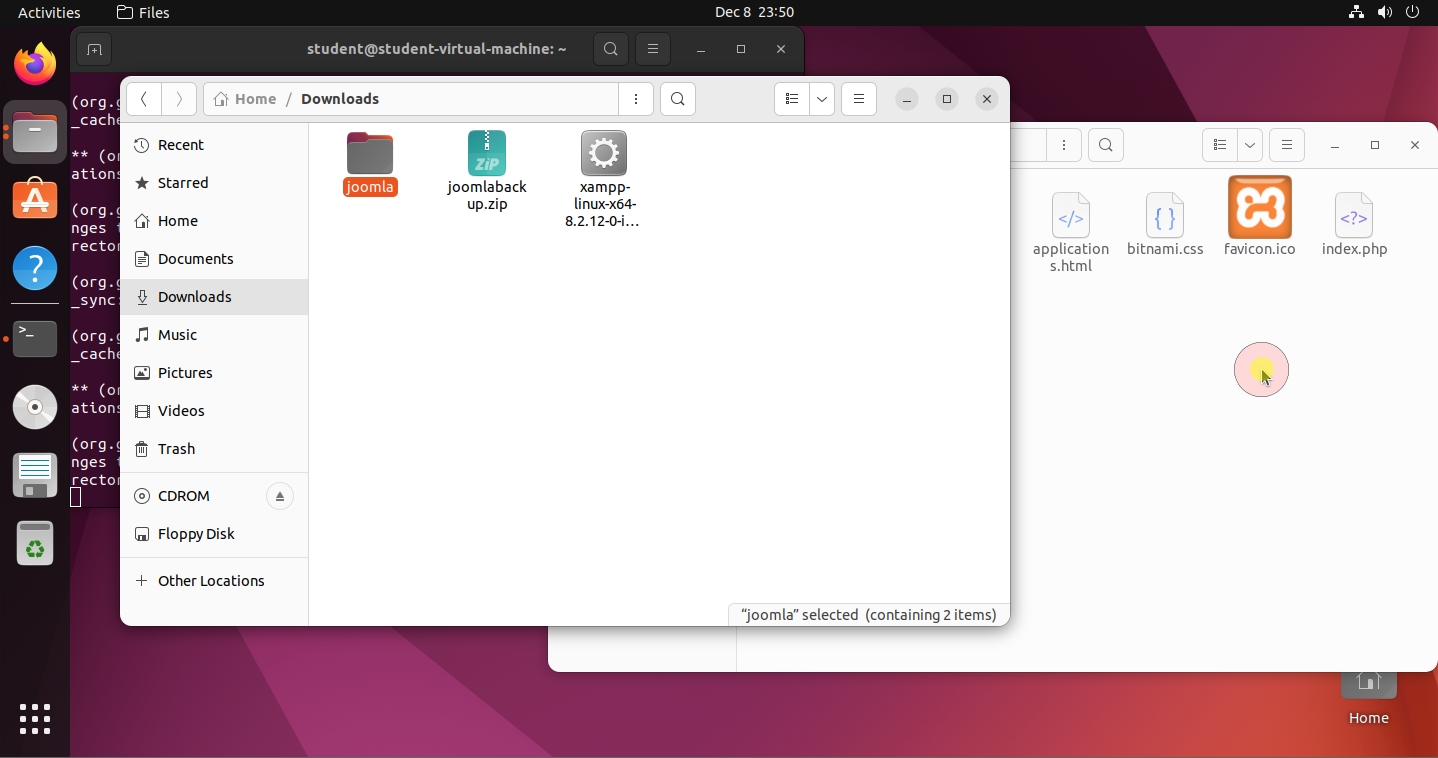 Activities
Files
Dec 8 23:50
student@student-virtual-machine: ~
(org.g
_cache
** (or
ations
(org.g
nges t
rector
(org.g
_sync:
(org.g
_cache
** (or
ations
(org.g
nges t
rector
Home / Downloads
Recent
Starred
Home
Documents
Downloads
Music
Pictures
Videos
Trash
CDROM
Floppy Disk
Other Locations
joomla
ZiP
joomlaback
up.zip
xampp-
linux-x64-
8.2.12-0-i...
"joomla" selected (containing 2 items)
application
s.html
bitnami.css
favicon.ico
index.php
Home